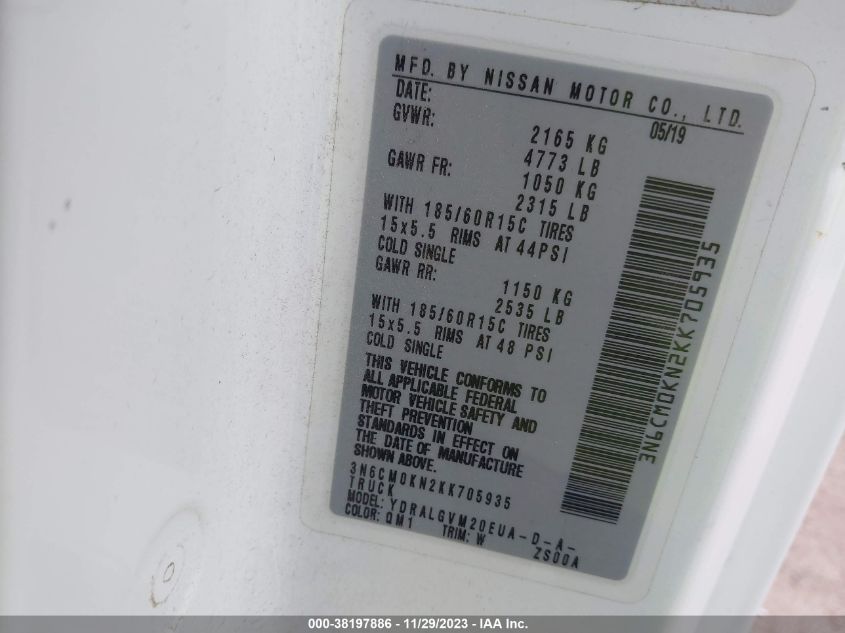 MFD. BY NISSAN MOTOR CO., LTD.
DATE: 05/19
GVWR: 2165 KG
4773 LB
GAWR FR: 1050 KG
2315 LB
WITH 185/60R15C TIRES
15x5.5 RIMS AT 44PSI
COLD SINGLE
GAWR RR: 1150 KG
2535 LB
WITH 185/60R15C TIRES
15x5.5 RIMS AT 48 PSI
COLD SINGLE
THIS VEHICLE CONFORMS TO
ALL APPLICABLE FEDERAL
MOTOR VEHICLE SAFETY AND
THEFT PREVENTION
STANDARDS IN EFFECT ON
THE DATE OF MANUFACTURE
SHOWN ABOVE.
3N6CM0KN2KK705935
TRUCK
MODEL: YDRALGVM20EUA-D-A-
ZS00A
COLOR: QM1 TRIM: W
3N6CM0KN2KK705935
000-38197886 - 11/29/2023 - IAA Inc.